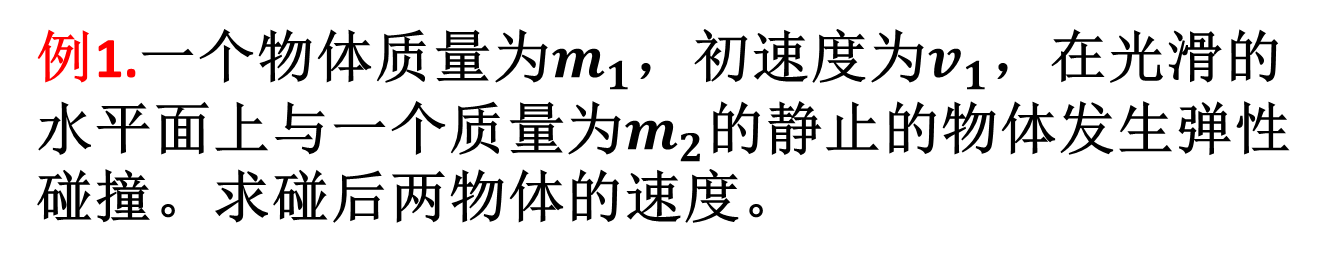 例1.一个物体质量为m₁，初速度为v₁，在光滑的
水平面上与一个质量为m₂的静止的物体发生弹性
碰撞。求碰后两物体的速度。